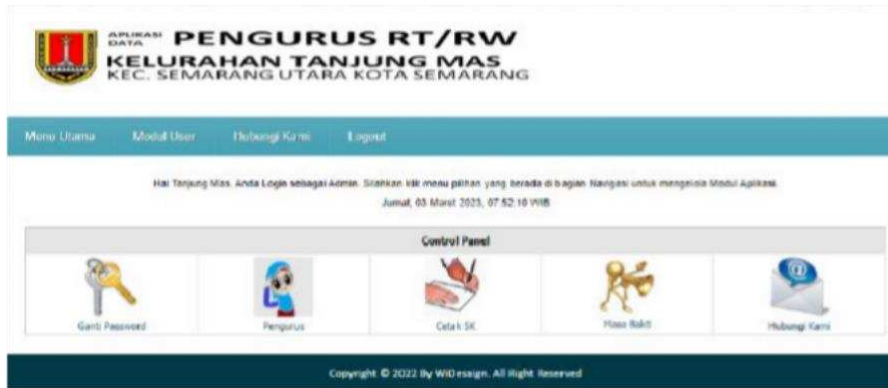 APLIKASI DATA PENGURUS RT/RW
KELURAHAN TANJUNG MAS
KEC. SEMARANG UTARA KOTA SEMARANG
Menu Utama Modul User Hubungi Kami Logout
Hai Tanjung Mas, Anda Login sebagai Admin. Silahkan klik menu pilihan yang berada di bagian Navigasi untuk mengelola Modul Aplikasi.
Jumat, 03 Maret 2023, 07:52:10 WIB
Control Panel
Ganti Password Pengurus Cetak SK Masa Bakti Hubungi Kami
Copyright © 2022 By WiDessign. All Right Reserved